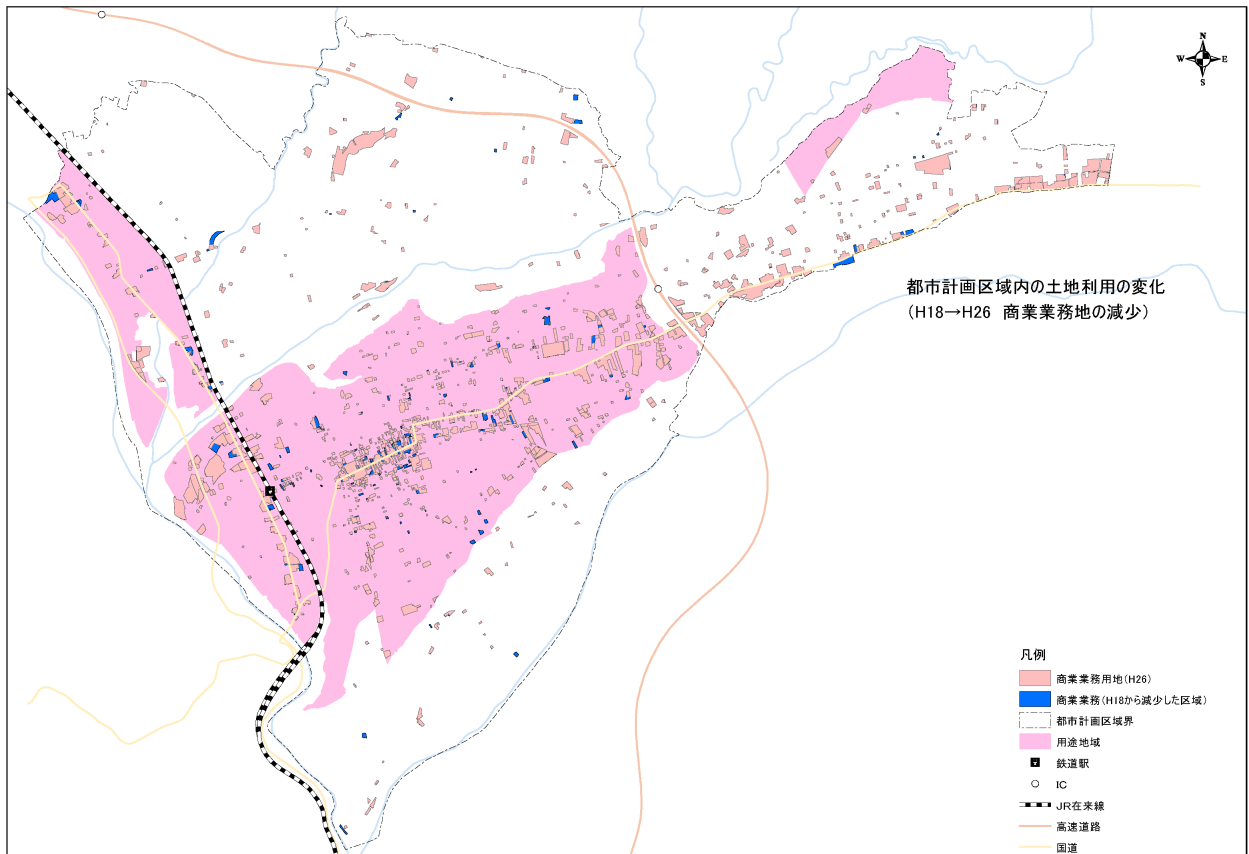 N
W
E
S
都市計画区域内の土地利用の変化
(H18→H26 商業業務地の減少)
凡例
商業業務用地(H26)
商業業務(H18から減少した区域)
都市計画区域界
用途地域
鉄道駅
IC
JR在来線
高速道路
国道